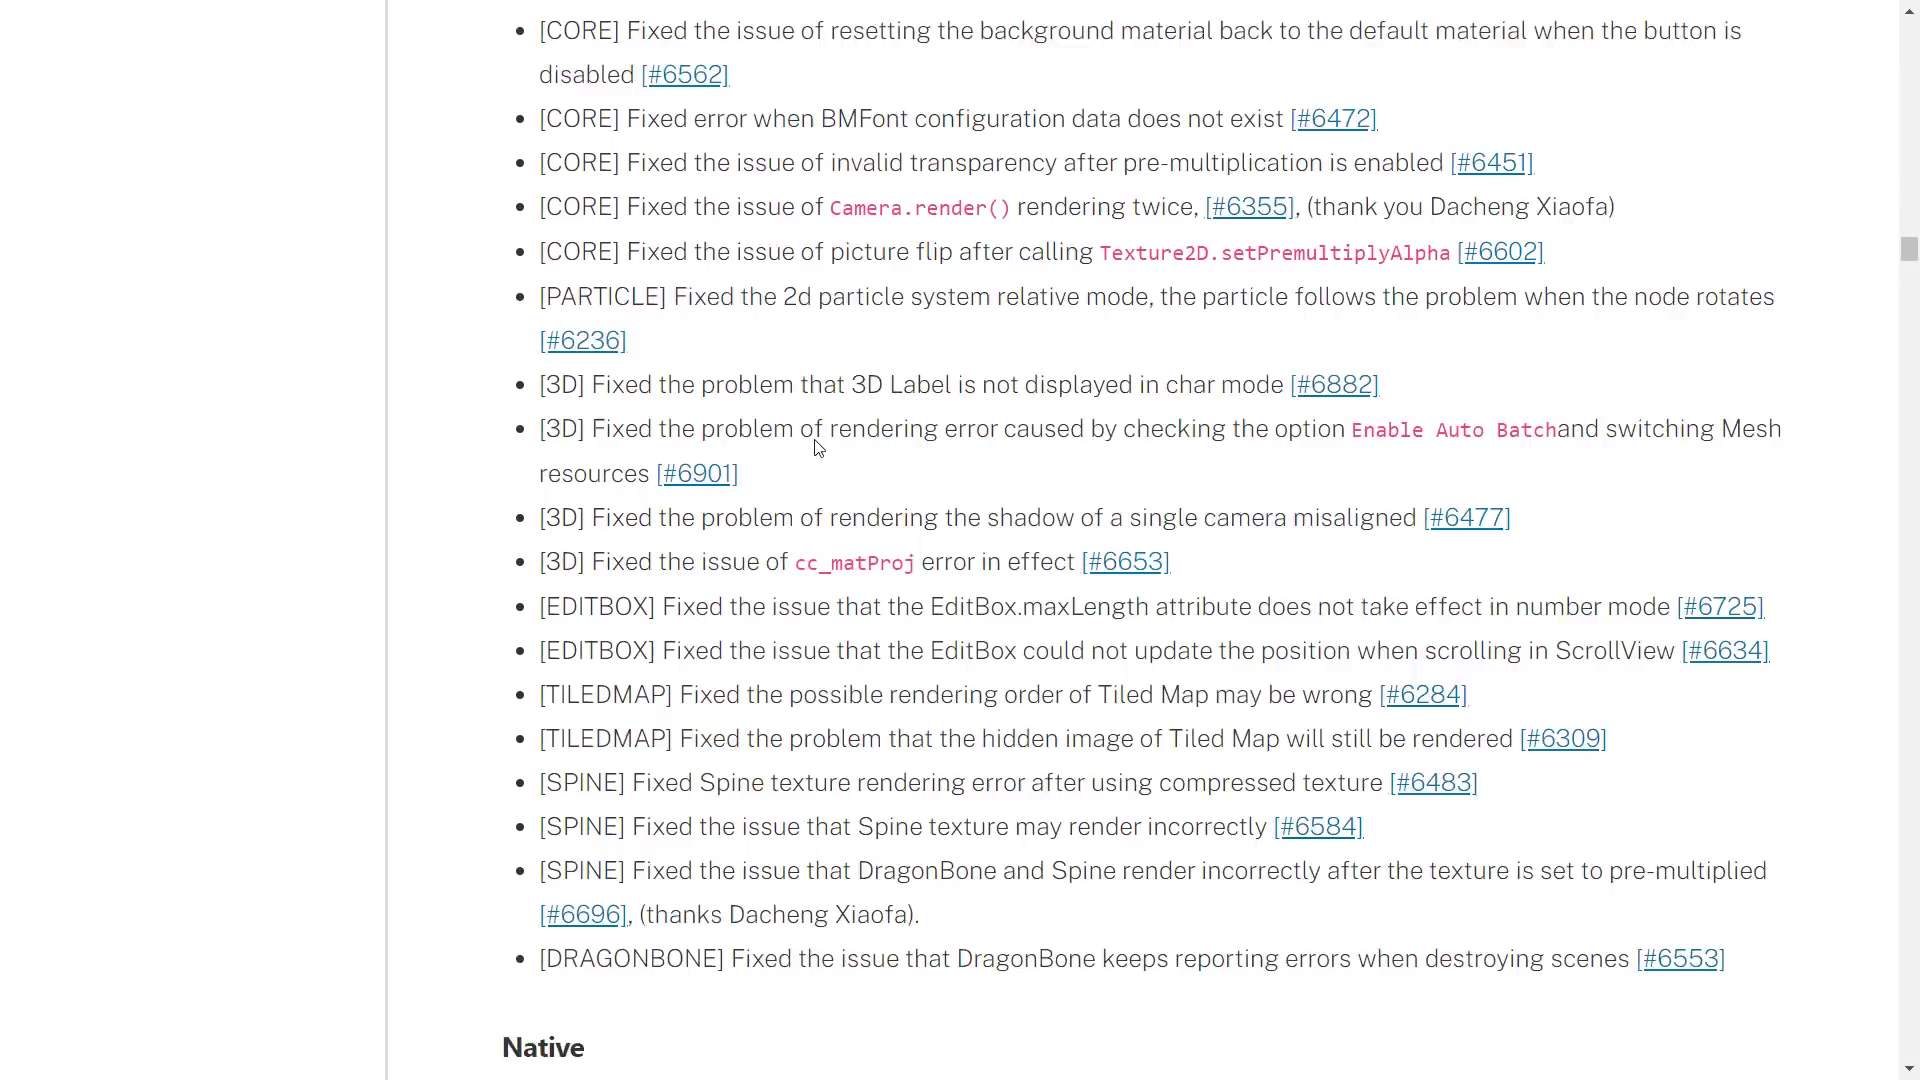 [CORE] Fixed the issue of resetting the background material back to the default material when the button is
disabled [#6562]
[CORE] Fixed error when BMFont configuration data does not exist [#6472]
[CORE] Fixed the issue of invalid transparency after pre-multiplication is enabled [#6451]
[CORE] Fixed the issue of Camera.render() rendering twice, [#6355], (thank you Dacheng Xiaofa)
[CORE] Fixed the issue of picture flip after calling Texture2D.setPremultiplyAlpha [#6602]
[PARTICLE] Fixed the 2d particle system relative mode, the particle follows the problem when the node rotates
[#6236]
[3D] Fixed the problem that 3D Label is not displayed in char mode [#6882]
[3D] Fixed the problem of rendering error caused by checking the option Enable Auto Batchand switching Mesh
resources [#6901]
[3D] Fixed the problem of rendering the shadow of a single camera misaligned [#6477]
[3D] Fixed the issue of cc_matProj error in effect [#6653]
[EDITBOX] Fixed the issue that the EditBox.maxLength attribute does not take effect in number mode [#6725]
[EDITBOX] Fixed the issue that the EditBox could not update the position when scrolling in ScrollView [#6634]
[TILEDMAP] Fixed the possible rendering order of Tiled Map may be wrong [#6284]
[TILEDMAP] Fixed the problem that the hidden image of Tiled Map will still be rendered [#6309]
[SPINE] Fixed Spine texture rendering error after using compressed texture [#6483]
[SPINE] Fixed the issue that Spine texture may render incorrectly [#6584]
[SPINE] Fixed the issue that DragonBone and Spine render incorrectly after the texture is set to pre-multiplied
[#6696], (thanks Dacheng Xiaofa).
[DRAGONBONE] Fixed the issue that DragonBone keeps reporting errors when destroying scenes [#6553]
Native